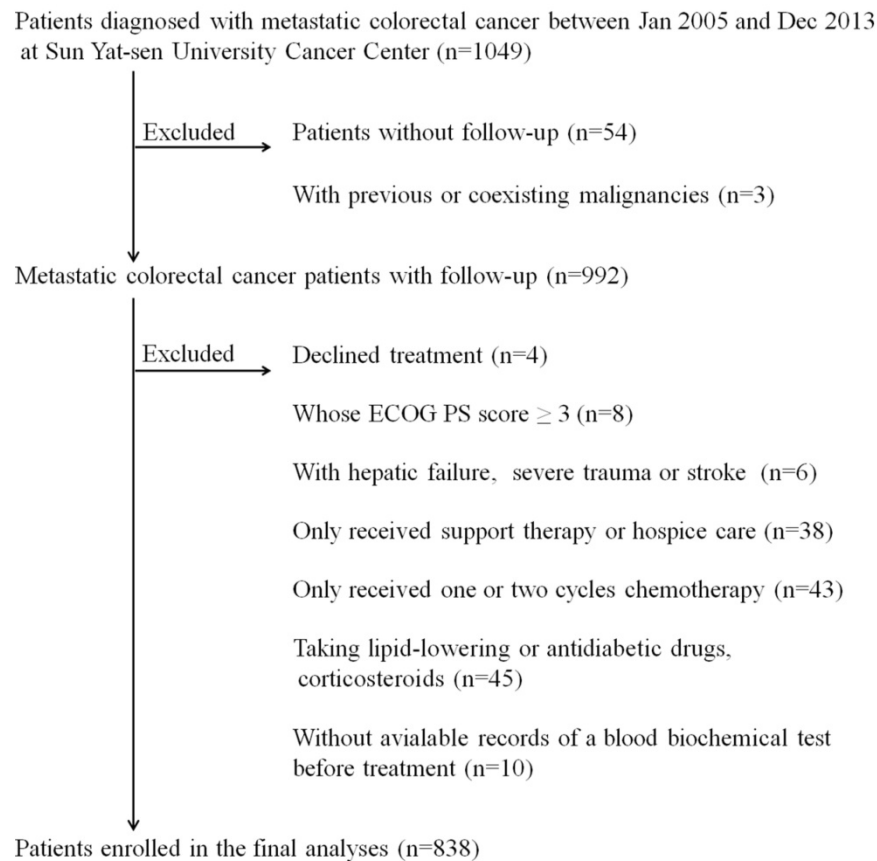 Patients diagnosed with metastatic colorectal cancer between Jan 2005 and Dec 2013
at Sun Yat-sen University Cancer Center (n=1049)
Excluded
Patients without follow-up (n=54)
With previous or coexisting malignancies (n=3)
Metastatic colorectal cancer patients with follow-up (n=992)
Excluded
Declined treatment (n=4)
Whose ECOG PS score ≥ 3 (n=8)
With hepatic failure, severe trauma or stroke (n=6)
Only received support therapy or hospice care (n=38)
Only received one or two cycles chemotherapy (n=43)
Taking lipid-lowering or antidiabetic drugs,
corticosteroids (n=45)
Without avialable records of a blood biochemical test
before treatment (n=10)
Patients enrolled in the final analyses (n=838)